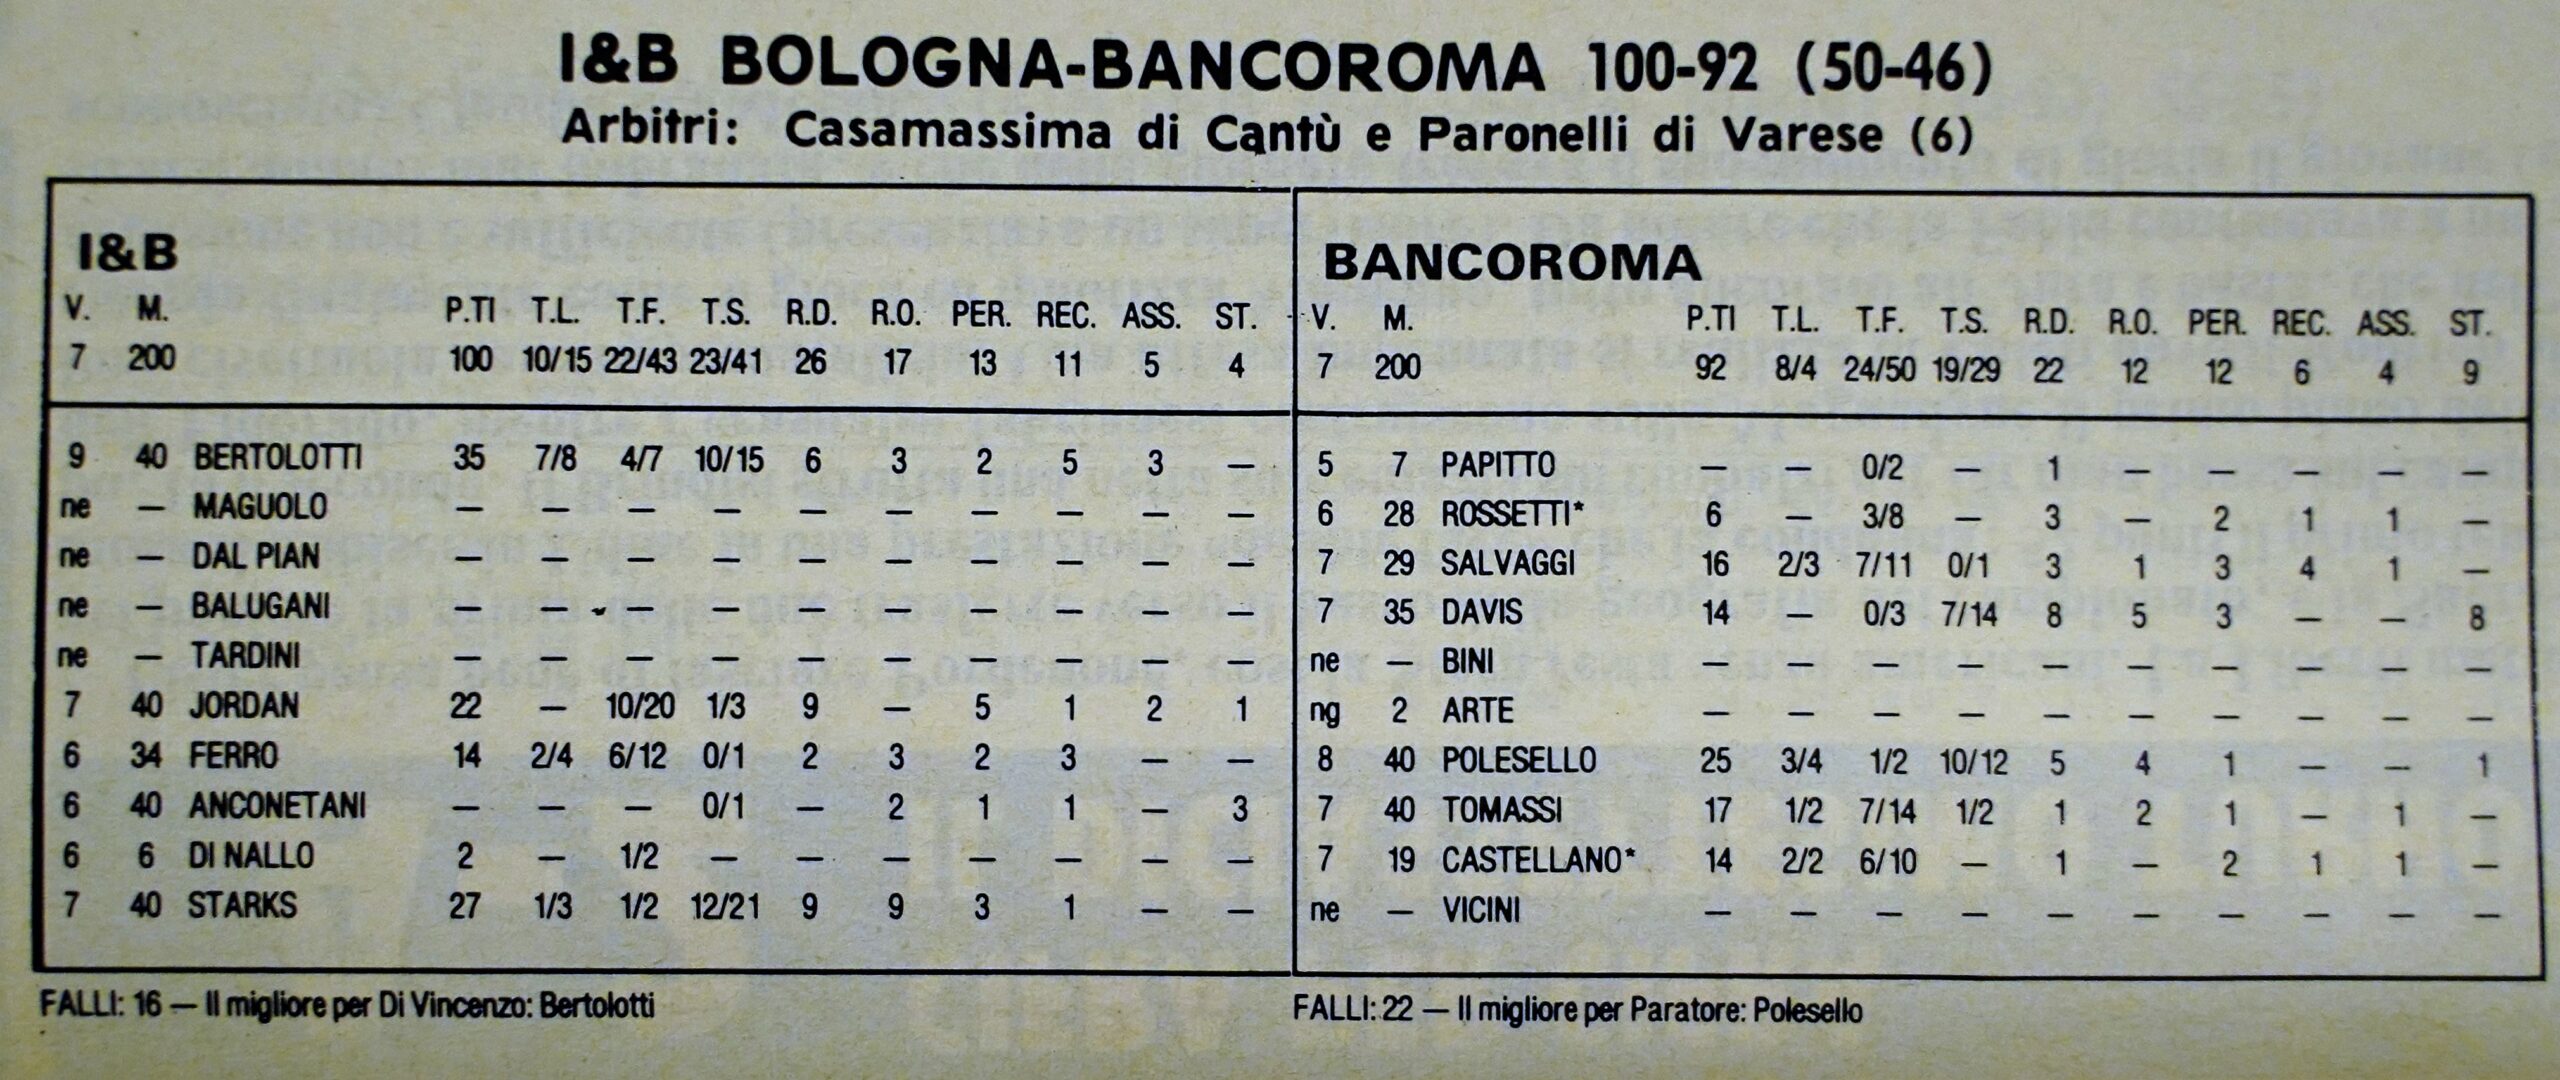 I&B BOLOGNA-BANCOROMA 100-92 (50-46)
Arbitri: Casamassima di Cantù e Paronelli di Varese (6)
I&B
V. M. P.TI T.L. T.F. T.S. R.D. R.O. PER. REC. ASS. ST.
7 200 100 10/15 22/43 23/41 26 17 13 11 5 4
9 40 BERTOLOTTI 35 7/8 4/7 10/15 6 3 2 5 3 —
ne — MAGUOLO — — — — — — — — — —
ne — DAL PIAN — — — — — — — — — —
ne — BALUGANI — — — — — — — — — —
ne — TARDINI — — — — — — — — — —
7 40 JORDAN 22 — 10/20 1/3 9 — 5 1 2 1
6 34 FERRO 14 2/4 6/12 0/1 2 3 2 3 — —
6 40 ANCONETANI — — — 0/1 — 2 1 1 — 3
6 6 DI NALLO 2 — 1/2 — — — — — — —
7 40 STARKS 27 1/3 1/2 12/21 9 9 3 1 — —
FALLI: 16 — Il migliore per Di Vincenzo: Bertolotti
BANCOROMA
V. M. P.TI T.L. T.F. T.S. R.D. R.O. PER. REC. ASS. ST.
7 200 92 8/4 24/50 19/29 22 12 12 6 4 9
5 7 PAPITTO — — 0/2 — 1 — — — — —
6 28 ROSSETTI* 6 — 3/8 — 3 — 2 1 1 —
7 29 SALVAGGI 16 2/3 7/11 0/1 3 1 3 4 1 —
7 35 DAVIS 14 — 0/3 7/14 8 5 3 — — 8
ne — BINI — — — — — — — — — —
ng 2 ARTE — — — — — — — — — —
8 40 POLESELLO 25 3/4 1/2 10/12 5 4 1 — — 1
7 40 TOMASSI 17 1/2 7/14 1/2 1 2 1 — 1 —
7 19 CASTELLANO* 14 2/2 6/10 — 1 — 2 1 1 —
ne — VICINI — — — — — — — — — —
FALLI: 22 — Il migliore per Paratore: Polesello